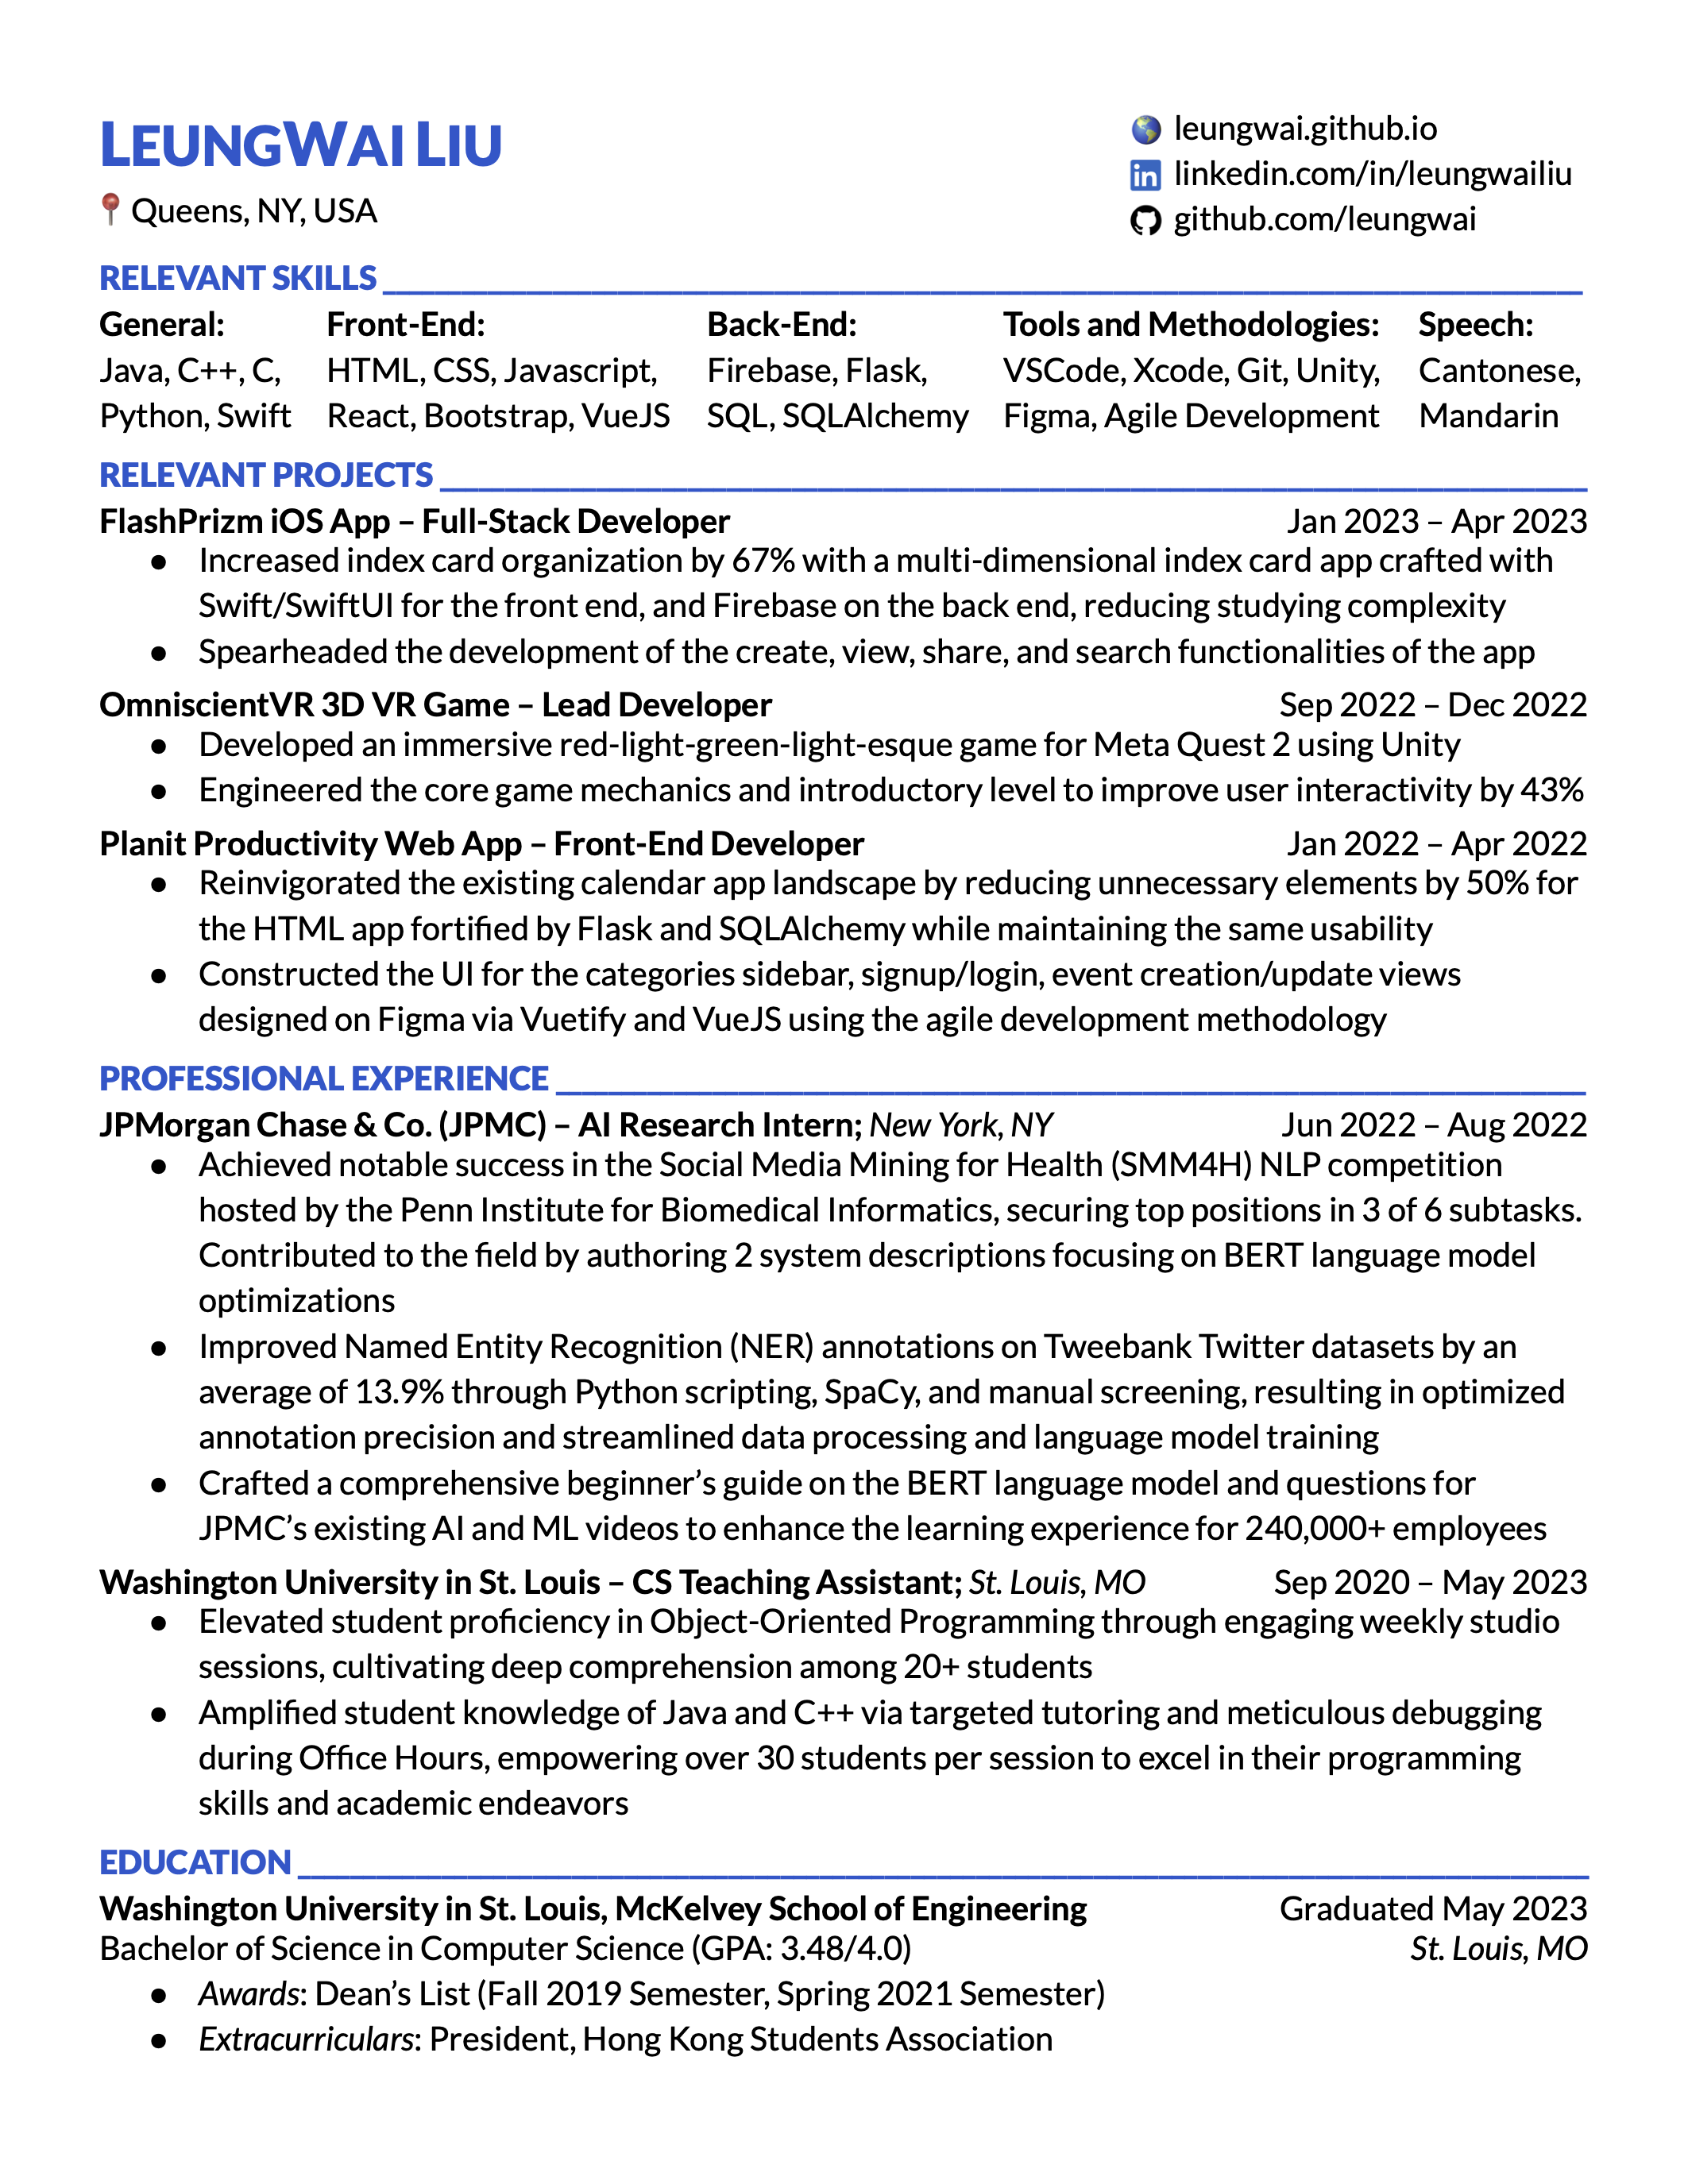 LEUNGWAI LIU
Queens, NY, USA
leungwai.github.io
linkedin.com/in/leungwailiu
github.com/leungwai
RELEVANT SKILLS
General:
Java, C++, C,
Python, Swift
Front-End:
HTML, CSS, Javascript,
React, Bootstrap, VueJS
Back-End:
Firebase, Flask,
SQL, SQLAlchemy
Tools and Methodologies:
VSCode, Xcode, Git, Unity,
Figma, Agile Development
Speech:
Cantonese,
Mandarin
RELEVANT PROJECTS
FlashPrizm iOS App – Full-Stack Developer Jan 2023 – Apr 2023
● Increased index card organization by 67% with a multi-dimensional index card app crafted with
Swift/SwiftUI for the front end, and Firebase on the back end, reducing studying complexity
● Spearheaded the development of the create, view, share, and search functionalities of the app
OmniscientVR 3D VR Game – Lead Developer Sep 2022 – Dec 2022
● Developed an immersive red-light-green-light-esque game for Meta Quest 2 using Unity
● Engineered the core game mechanics and introductory level to improve user interactivity by 43%
Planit Productivity Web App – Front-End Developer Jan 2022 – Apr 2022
● Reinvigorated the existing calendar app landscape by reducing unnecessary elements by 50% for
the HTML app fortified by Flask and SQLAlchemy while maintaining the same usability
● Constructed the UI for the categories sidebar, signup/login, event creation/update views
designed on Figma via Vuetify and VueJS using the agile development methodology
PROFESSIONAL EXPERIENCE
JPMorgan Chase & Co. (JPMC) – AI Research Intern; New York, NY Jun 2022 – Aug 2022
● Achieved notable success in the Social Media Mining for Health (SMM4H) NLP competition
hosted by the Penn Institute for Biomedical Informatics, securing top positions in 3 of 6 subtasks.
Contributed to the field by authoring 2 system descriptions focusing on BERT language model
optimizations
● Improved Named Entity Recognition (NER) annotations on Tweebank Twitter datasets by an
average of 13.9% through Python scripting, SpaCy, and manual screening, resulting in optimized
annotation precision and streamlined data processing and language model training
● Crafted a comprehensive beginner’s guide on the BERT language model and questions for
JPMC’s existing AI and ML videos to enhance the learning experience for 240,000+ employees
Washington University in St. Louis – CS Teaching Assistant; St. Louis, MO Sep 2020 – May 2023
● Elevated student proficiency in Object-Oriented Programming through engaging weekly studio
sessions, cultivating deep comprehension among 20+ students
● Amplified student knowledge of Java and C++ via targeted tutoring and meticulous debugging
during Office Hours, empowering over 30 students per session to excel in their programming
skills and academic endeavors
EDUCATION
Washington University in St. Louis, McKelvey School of Engineering Graduated May 2023
Bachelor of Science in Computer Science (GPA: 3.48/4.0) St. Louis, MO
● Awards: Dean’s List (Fall 2019 Semester, Spring 2021 Semester)
● Extracurriculars: President, Hong Kong Students Association